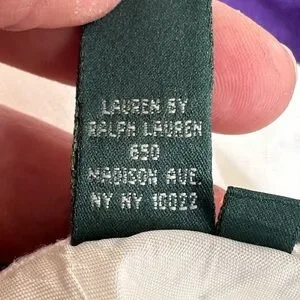 LAUREN BY
RALPH LAUREN
650
MADISON AVE.
NY NY 10022